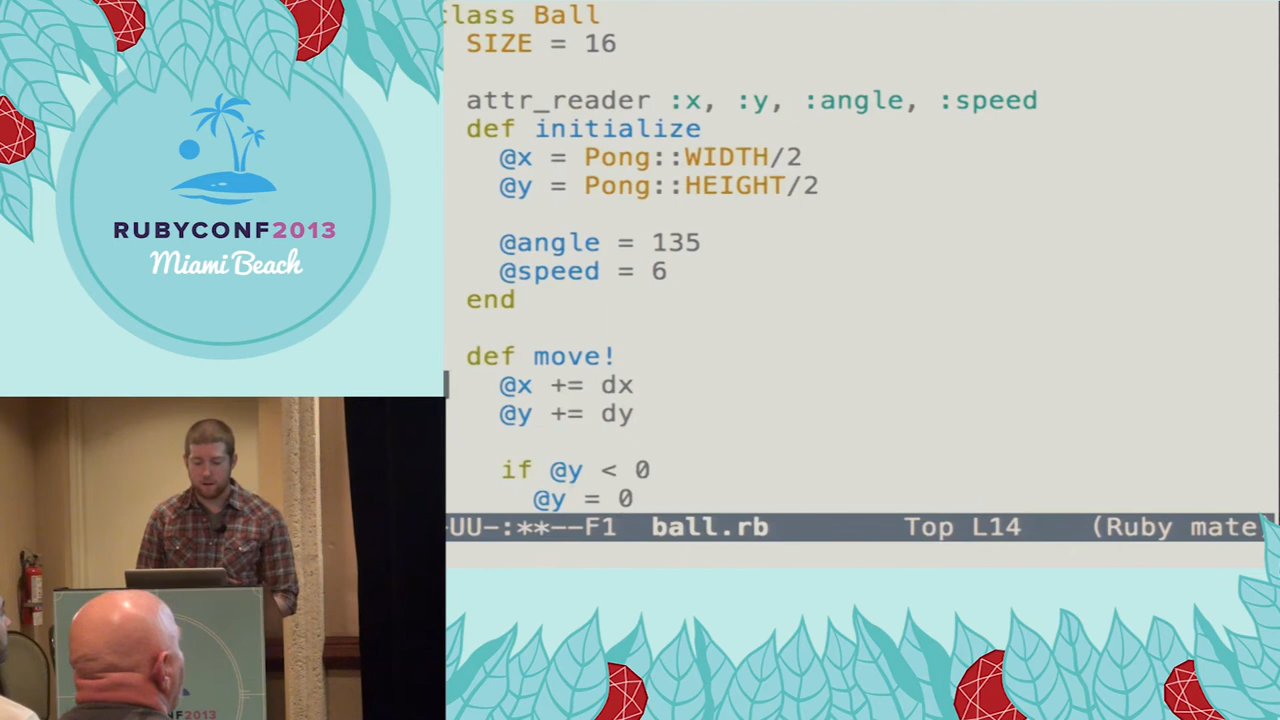 RUBYCONF2013
Miami Beach
class Ball
SIZE = 16
attr_reader :x, :y, :angle, :speed
def initialize
@x = Pong::WIDTH/2
@y = Pong::HEIGHT/2
@angle = 135
@speed = 6
end
def move!
@x += dx
@y += dy
if @y < 0
@y = 0
-UU-:**--F1 ball.rb Top L14 (Ruby mate
NF2013